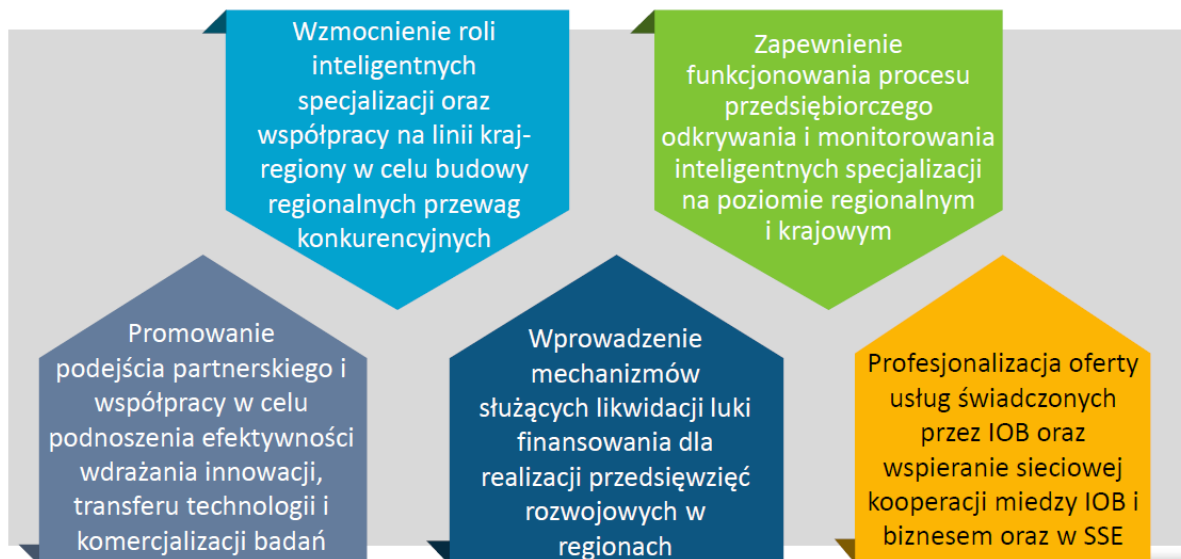 Wzmocnienie roli
inteligentnych
specjalizacji oraz
współpracy na linii kraj-
regiony w celu budowy
regionalnych przewag
konkurencyjnych
Zapewnienie
funkcjonowania procesu
przedsiębiorczego
odkrywania i monitorowania
inteligentnych specjalizacji
na poziomie regionalnym
i krajowym
Promowanie
podejścia partnerskiego i
współpracy w celu
podnoszenia efektywności
wdrażania innowacji,
transferu technologii i
komercjalizacji badań
Wprowadzenie
mechanizmów
służących likwidacji luki
finansowania dla
realizacji przedsięwzięć
rozwojowych w
regionach
Profesjonalizacja oferty
usług świadczonych
przez IOB oraz
wspieranie sieciowej
kooperacji miedzy IOB i
biznesem oraz w SSE